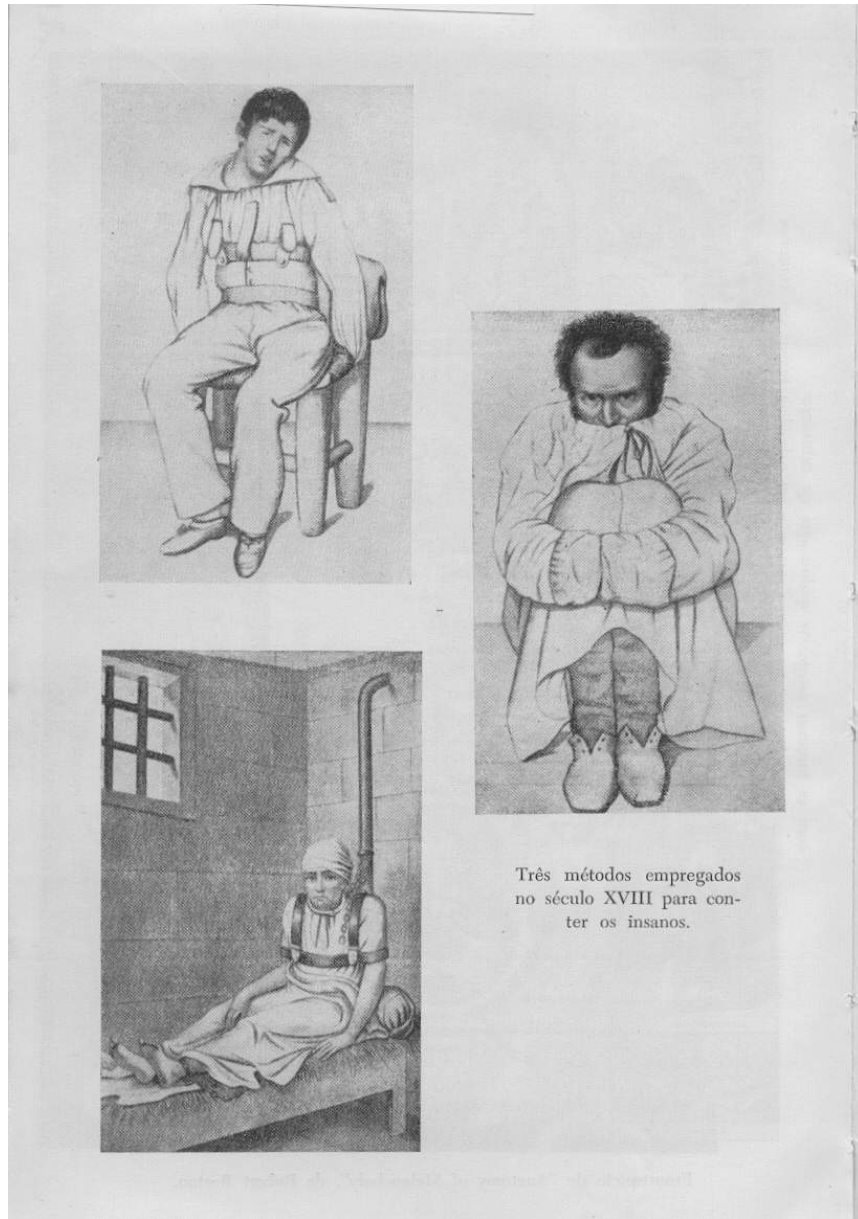 Três métodos empregados
no século XVIII para con-
ter os insanos.